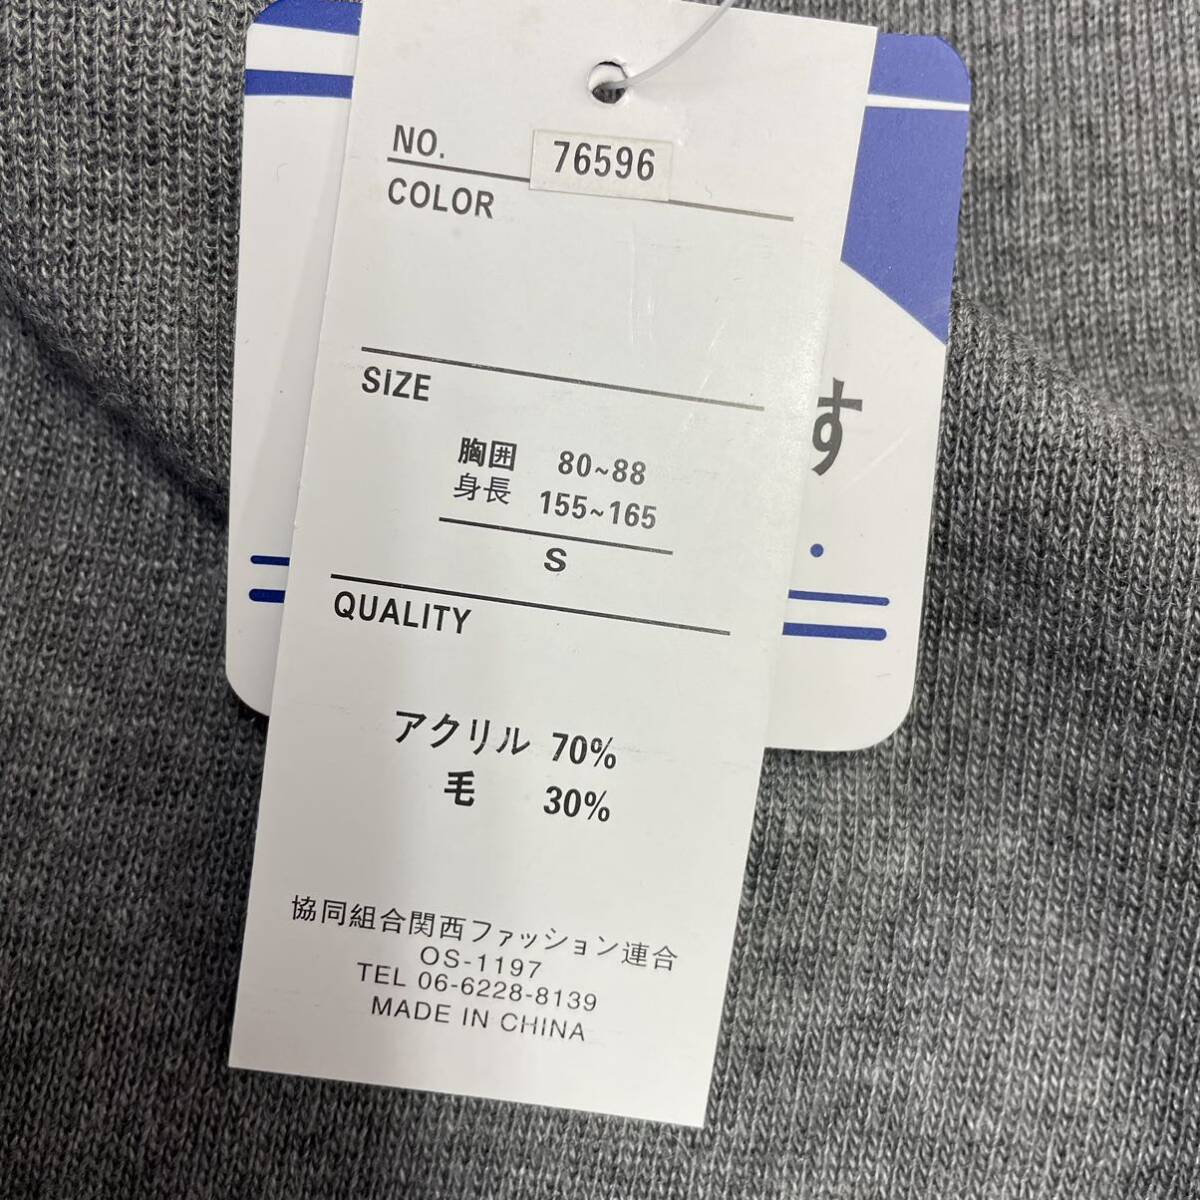 NO. 76596
COLOR
SIZE
胸囲 80~88
身長 155~165
S
QUALITY
アクリル 70%
毛 30%
協同組合関西ファッション連合
OS-1197
TEL 06-6228-8139
MADE IN CHINA
す